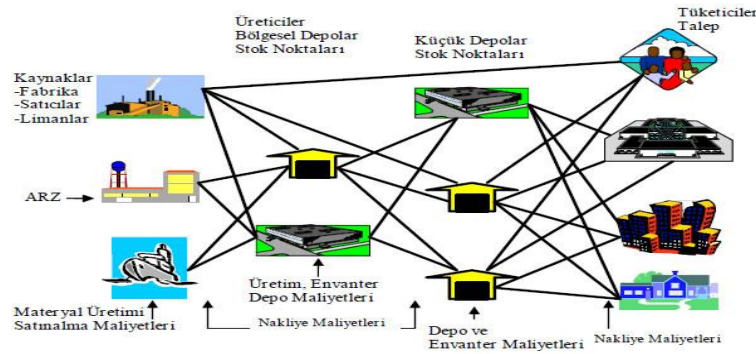 Üreticiler
Bölgesel Depolar
Stok Noktaları
Küçük Depolar
Stok Noktaları
Tüketiciler
Talep
Kaynaklar
-Fabrika
-Satıcılar
-Limanlar
ARZ
Üretim, Envanter
Depo Maliyetleri
Materyal Üretimi
Satınalma Maliyetleri
Nakliye Maliyetleri
Depo ve
Envanter Maliyetleri
Nakliye Maliyetleri